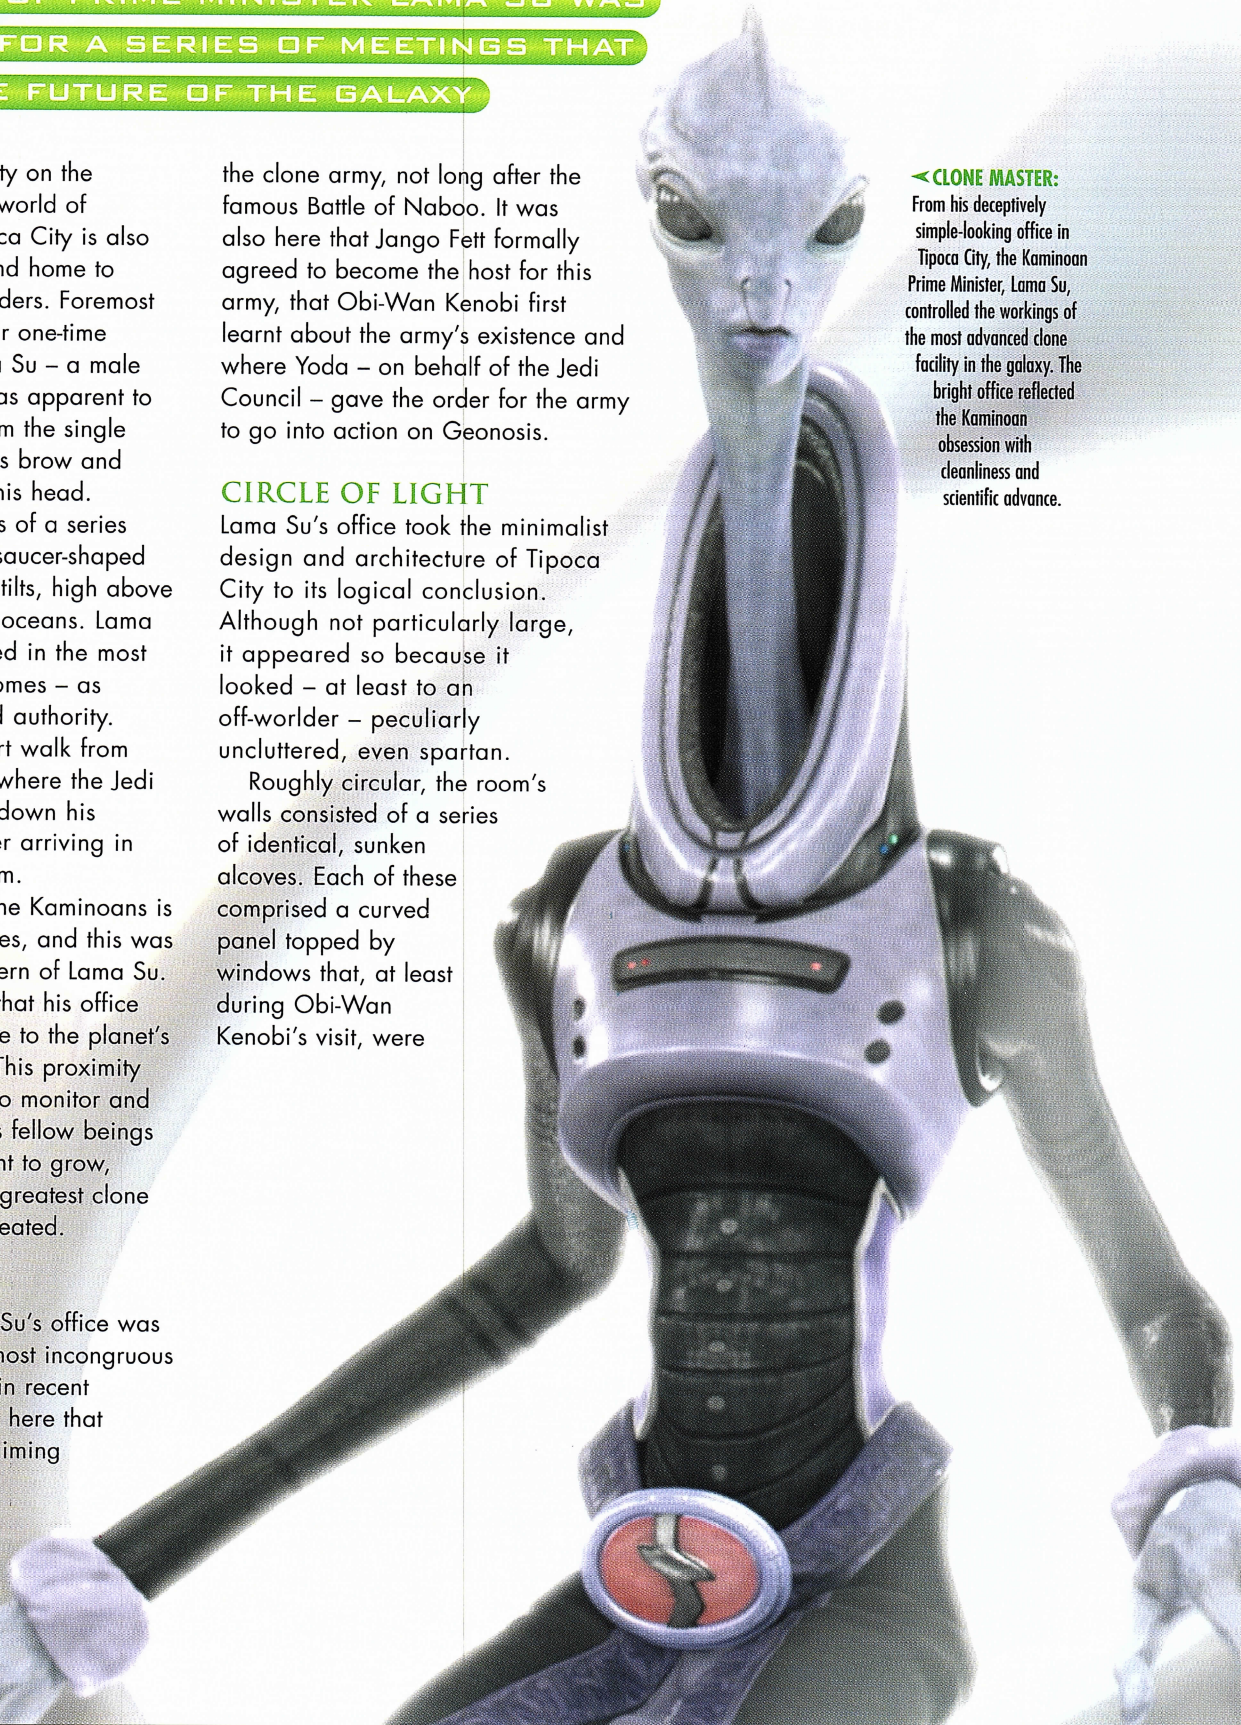 OF PRIME MINISTER LAMA SU WAS
FOR A SERIES OF MEETINGS THAT
E FUTURE OF THE GALAXY
ty on the
world of
ca City is also
nd home to
ders. Foremost
r one-time
Su – a male
as apparent to
m the single
s brow and
his head.
s of a series
saucer-shaped
tilts, high above
oceans. Lama
ed in the most
omes – as
authority.
rt walk from
where the Jedi
down his
er arriving in
m.
he Kaminoans is
es, and this was
ern of Lama Su.
hat his office
e to the planet's
This proximity
o monitor and
s fellow beings
nt to grow,
greatest clone
eated.
Su's office was
nost incongruous
in recent
here that
iming
the clone army, not long after the
famous Battle of Naboo. It was
also here that Jango Fett formally
agreed to become the host for this
army, that Obi-Wan Kenobi first
learnt about the army's existence and
where Yoda – on behalf of the Jedi
Council – gave the order for the army
to go into action on Geonosis.
CIRCLE OF LIGHT
Lama Su's office took the minimalist
design and architecture of Tipoca
City to its logical conclusion.
Although not particularly large,
it appeared so because it
looked – at least to an
off-worlder – peculiarly
uncluttered, even spartan.
Roughly circular, the room's
walls consisted of a series
of identical, sunken
alcoves. Each of these
comprised a curved
panel topped by
windows that, at least
during Obi-Wan
Kenobi's visit, were
CLONE MASTER:
From his deceptively
simple-looking office in
Tipoca City, the Kaminoan
Prime Minister, Lama Su,
controlled the workings of
the most advanced clone
facility in the galaxy. The
bright office reflected
the Kaminoan
obsession with
cleanliness and
scientific advance.